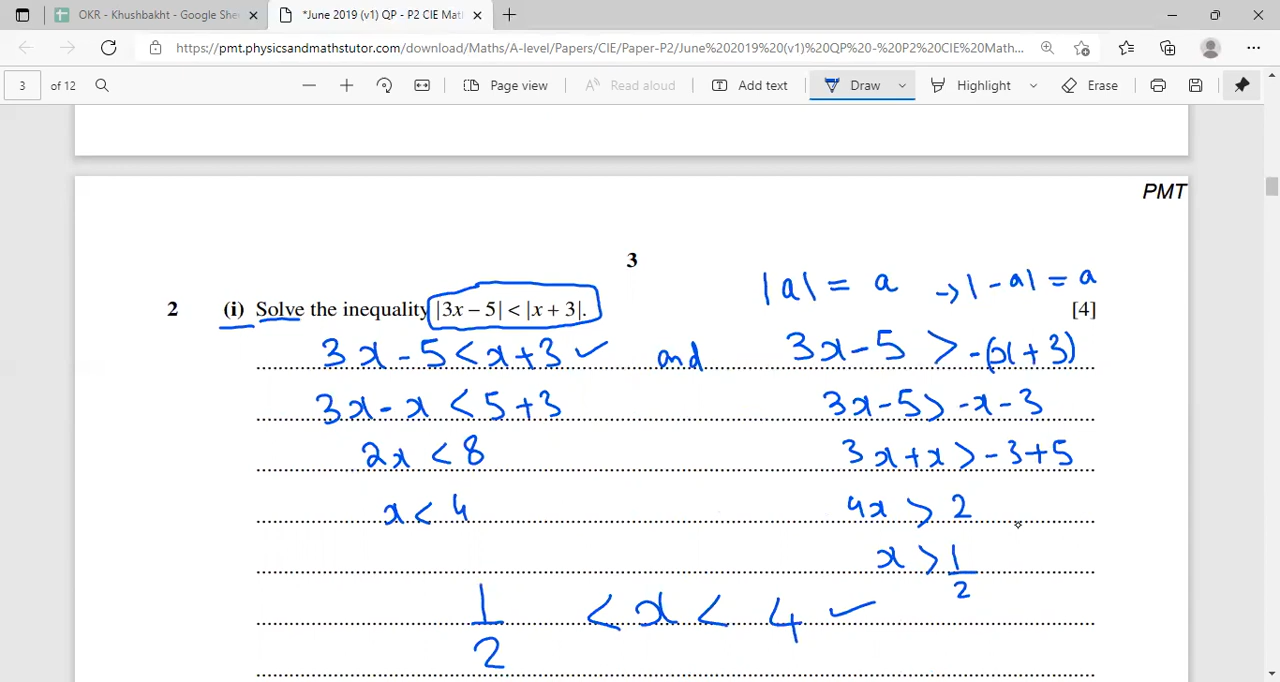 OKR - Khushbakht - Google She
*June 2019 (v1) QP - P2 CIE Mat
https://pmt.physicsandmathstutor.com/download/Maths/A-level/Papers/CIE/Paper-P2/June%202019%20(v1)%20QP%20-%20P2%20CIE%20Math...
3 of 12 Page view Read aloud Add text Draw Highlight Erase
PMT
3
|a| = a → |-a| = a
2 (i) Solve the inequality |3x − 5| < |x + 3|. [4]
3x - 5 < x + 3 ✓ and 3x - 5 > -(x + 3)
3x - x < 5 + 3 3x - 5 > -x - 3
2x < 8 3x + x > -3 + 5
x < 4 4x > 2
x > 1/2
1/2 < x < 4 ✓